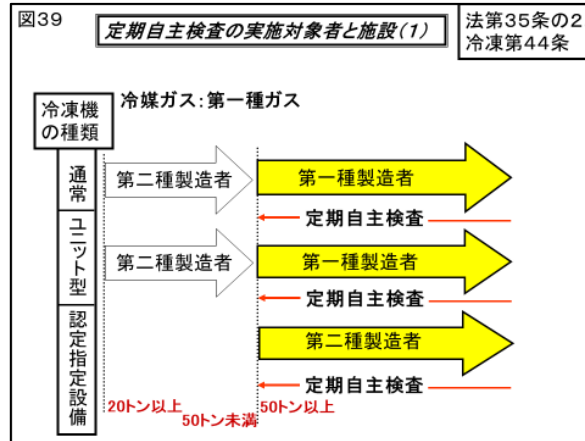 図39
定期自主検査の実施対象者と施設(1)
法第35条の2
冷凍第44条
冷凍機
の種類
冷媒ガス:第一種ガス
通常
第二種製造者
第一種製造者
定期自主検査
ユニット型
第二種製造者
第一種製造者
定期自主検査
認定指定設備
第二種製造者
定期自主検査
20トン以上
50トン未満
50トン以上